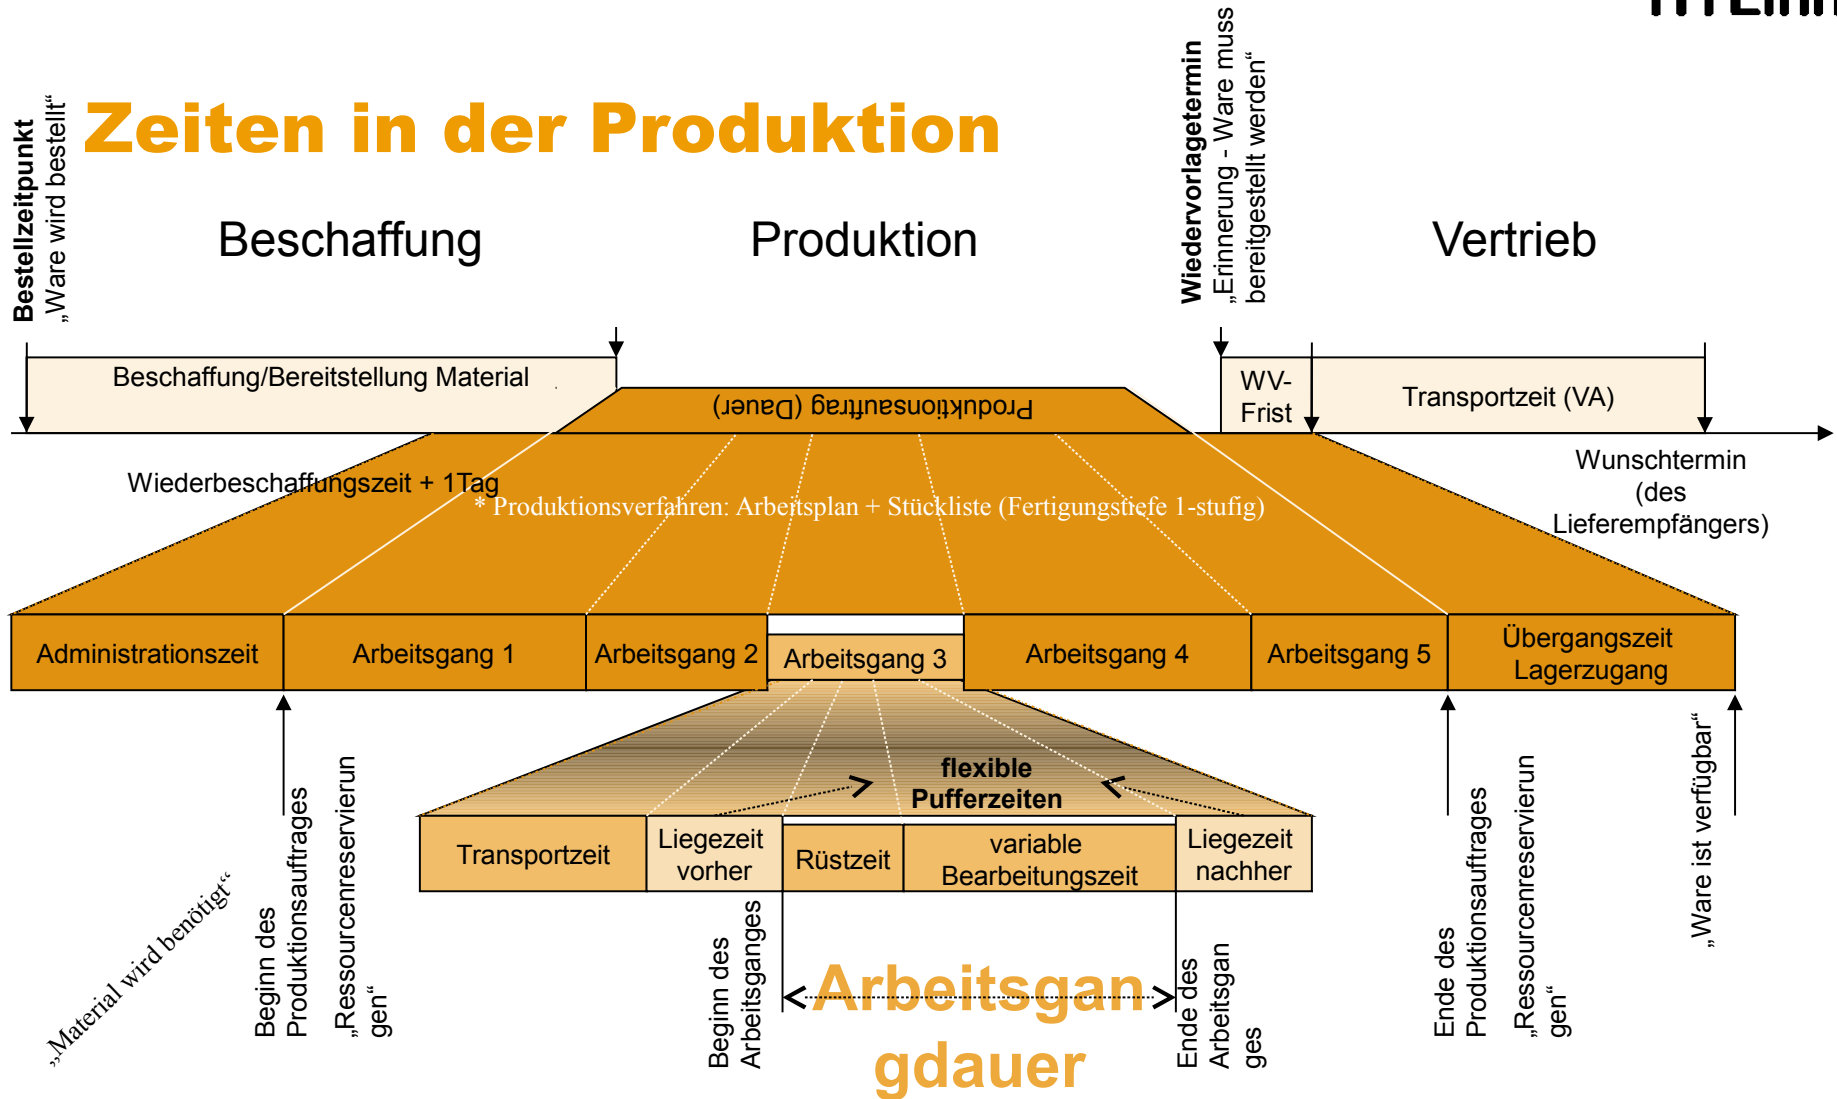 Zeiten in der Produktion
Bestellzeitpunkt
„Ware wird bestellt“
Wiedervorlagetermin
„Erinnerung - Ware muss
bereitgestellt werden“
Beschaffung
Produktion
Vertrieb
Beschaffung/Bereitstellung Material
Produktionsauftrag (Dauer)
WV-
Frist
Transportzeit (VA)
Wiederbeschaffungszeit + 1Tag
* Produktionsverfahren: Arbeitsplan + Stückliste (Fertigungstiefe 1-stufig)
Wunschtermin
(des
Lieferempfängers)
Administrationszeit
Arbeitsgang 1
Arbeitsgang 2
Arbeitsgang 3
Arbeitsgang 4
Arbeitsgang 5
Übergangszeit
Lagerzugang
flexible
Pufferzeiten
Transportzeit
Liegezeit
vorher
Rüstzeit
variable
Bearbeitungszeit
Liegezeit
nachher
„Material wird benötigt“
Beginn des
Produktionsauftrages
„Ressourcenreservierun
gen“
Beginn des
Arbeitsganges
Arbeitsgan
gdauer
Ende des
Arbeitsgan
ges
Ende des
Produktionsauftrages
„Ressourcenreservierun
gen“
„Ware ist verfügbar“